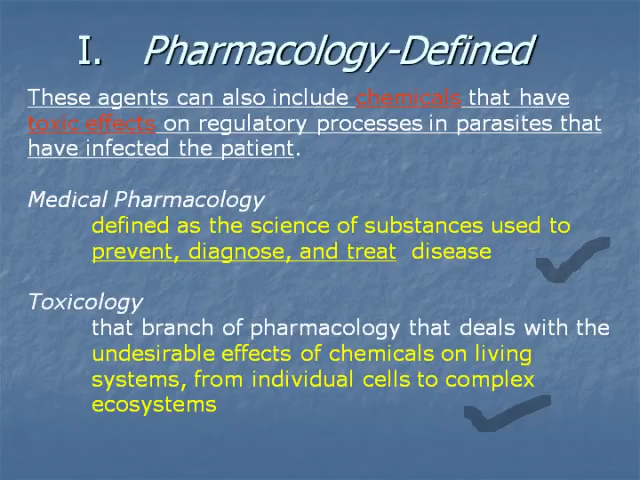 I. Pharmacology-Defined
These agents can also include chemicals that have
toxic effects on regulatory processes in parasites that
have infected the patient.
Medical Pharmacology
defined as the science of substances used to
prevent, diagnose, and treat disease
Toxicology
that branch of pharmacology that deals with the
undesirable effects of chemicals on living
systems, from individual cells to complex
ecosystems